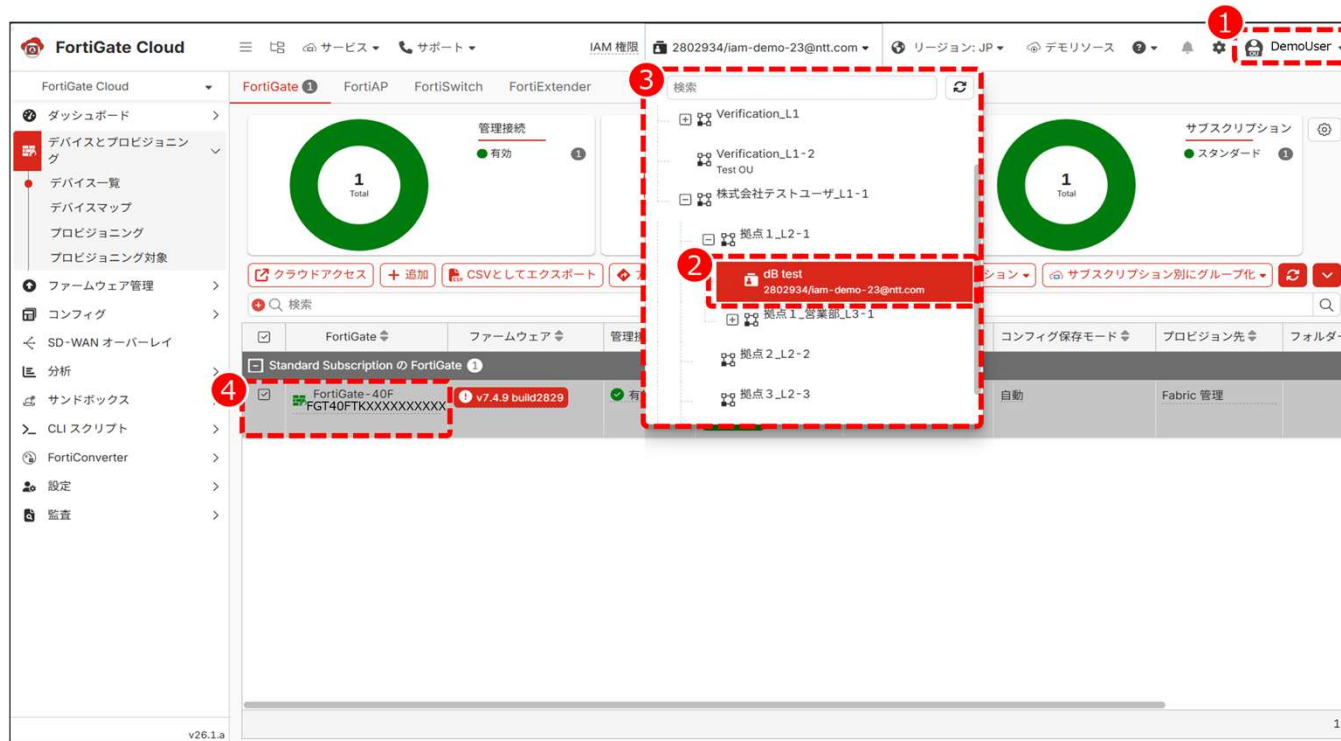 1
FortiGate Cloud
サービス
サポート
IAM 権限
2802934/iam-demo-23@ntt.com
リージョン: JP
デモリソース
DemoUser
FortiGate Cloud
ダッシュボード
デバイスとプロビジョニン
グ
デバイス一覧
デバイスマップ
プロビジョニング
プロビジョニング対象
ファームウェア管理
コンフィグ
SD-WAN オーバーレイ
分析
サンドボックス
CLI スクリプト
FortiConverter
設定
監査
v26.1.a
FortiGate 1
FortiAP
FortiSwitch
FortiExtender
1
Total
管理接続
有効 1
3
検索
Verification_L1
Verification_L1-2
Test OU
株式会社テストユーザ_L1-1
拠点1_L2-1
2
dB test
2802934/iam-demo-23@ntt.com
拠点1_営業部_L3-1
拠点2_L2-2
拠点3_L2-3
1
Total
サブスクリプション
スタンダード 1
クラウドアクセス
追加
CSVとしてエクスポート
ション
サブスクリプション別にグループ化
検索
FortiGate
ファームウェア
管理接
コンフィグ保存モード
プロビジョン先
フォルダー
Standard Subscription の FortiGate 1
4
FortiGate-40F
FGT40FTKXXXXXXXXXX
v7.4.9 build2829
有
自動
Fabric 管理
1